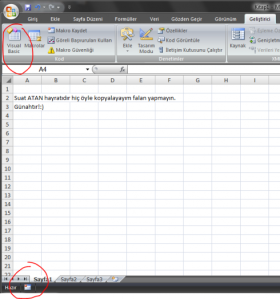 Giriş Ekle Sayfa Düzeni Formüller Veri Gözden Geçir Görünüm Geliştirici
Visual Basic
Makrolar
Makro Kaydet
Göreli Başvuruları Kullan
Makro Güvenliği
Kod
Ekle
Tasarım Modu
Özellikler
Kod Görüntüle
İletişim Kutusunu Çalıştır
Denetimler
Kaynak
A4
fx
A B C D E F G H I
1
2 Suat ATAN hayratıdır hiç öyle kopyalayayım falan yapmayın.
3 Günahtır!:)
4
5
6
7
8
9
10
11
12
13
14
15
16
17
18
19
20
21
22
Sayfa1 Sayfa2 Sayfa3
Hazır